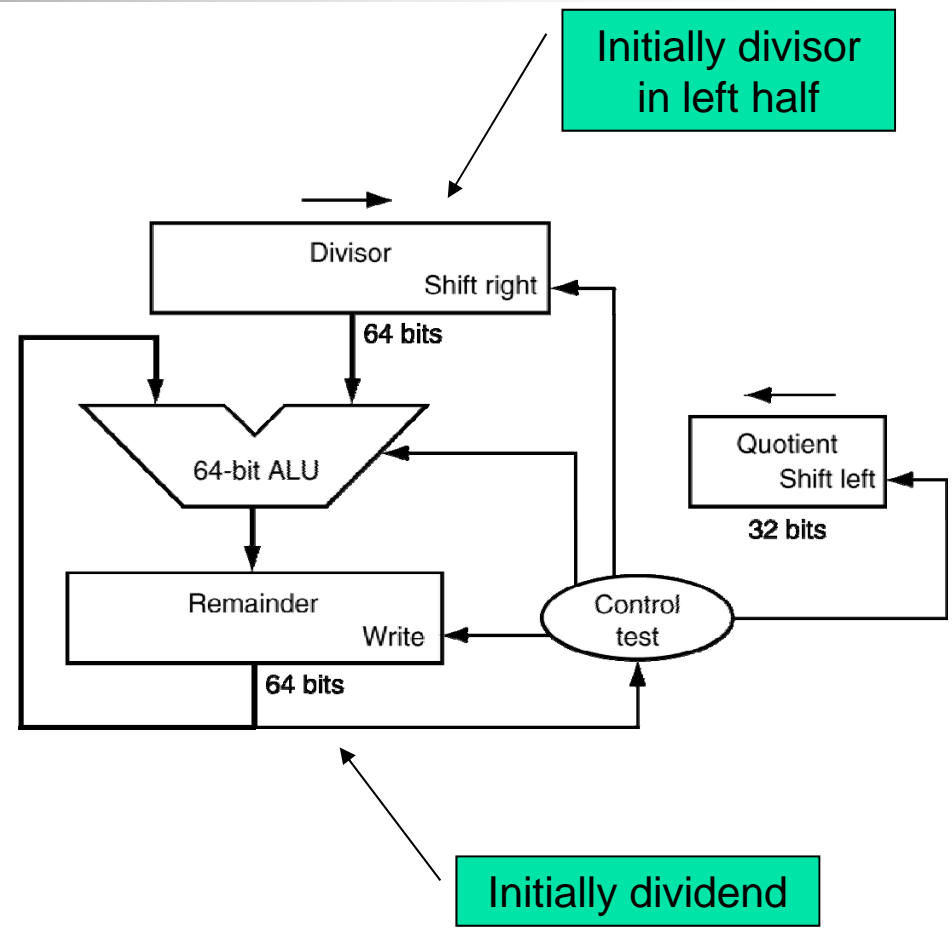 Initially divisor
in left half
Divisor
Shift right
64 bits
Quotient
Shift left
32 bits
64-bit ALU
Remainder
Write
64 bits
Control
test
Initially dividend